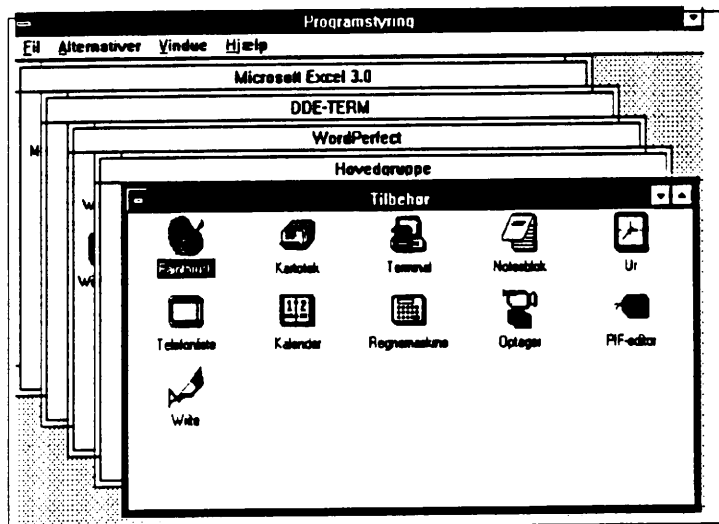 Programstyring
Fil Alternativer Vindue Hjælp
Microsoft Excel 3.0
DDE-TERM
WordPerfect
Hovedgruppe
Tilbehør
Paintbrush Kartotek Terminal Notesblok Ur
Telefonliste Kalender Regnemaskine Optager PIF-editor
Write